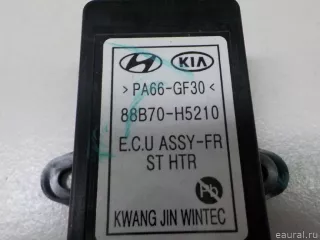 KIA
>PA66-GF30<
88B70-H5210
E.C.U ASSY-FR
ST HTR
Pb
KWANG JIN WINTEC
eaural.ru